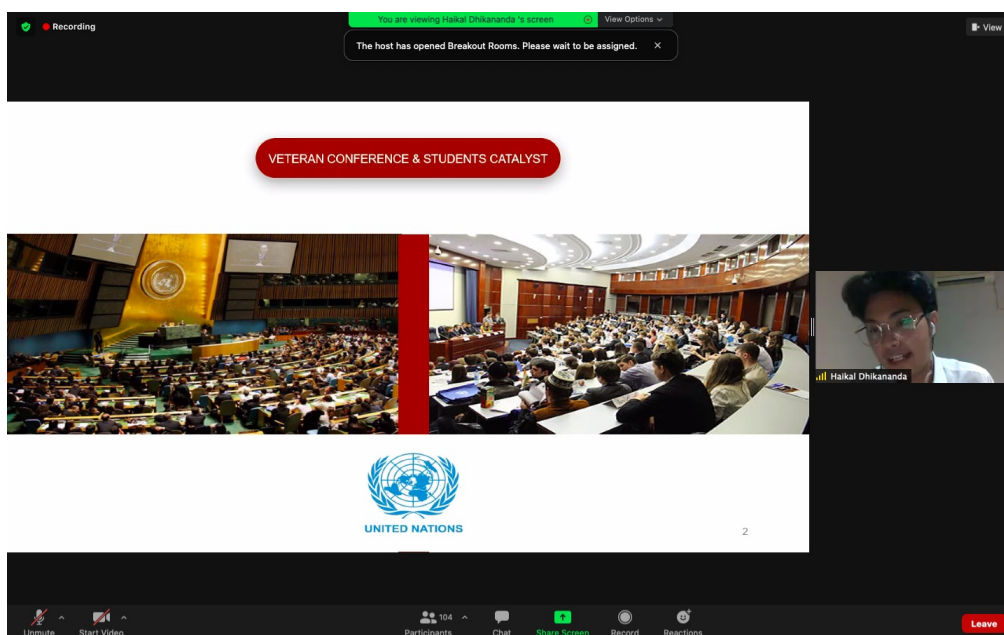 Recording
You are viewing Haikal Dhikananda 's screen
View Options
View
The host has opened Breakout Rooms. Please wait to be assigned.
VETERAN CONFERENCE & STUDENTS CATALYST
Haikal Dhikananda
UNITED NATIONS
2
Unmute
Start Video
104
Participants
Chat
Share Screen
Record
Reactions
Leave